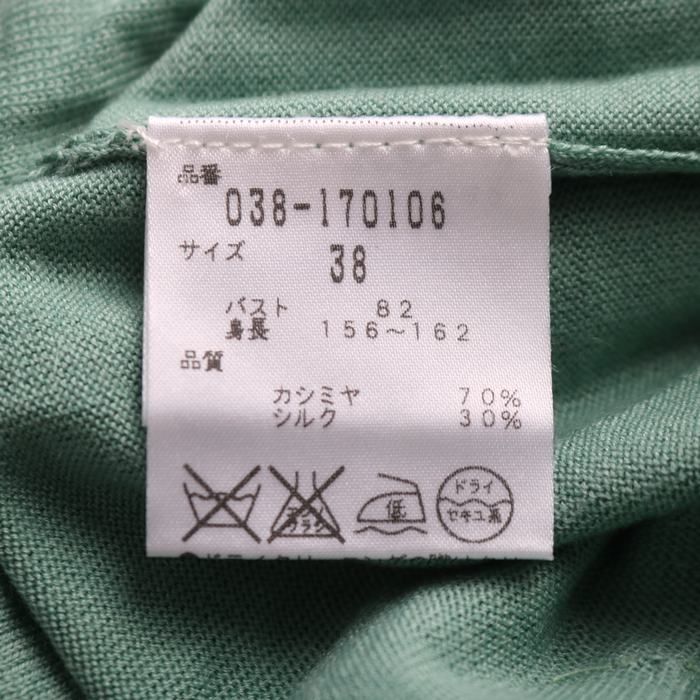 品番
038-170106
サイズ 38
バスト 82
身長 156～162
品質
カシミヤ 70%
シルク 30%
エンソ
サラシ
低
ドライ
セキユ系